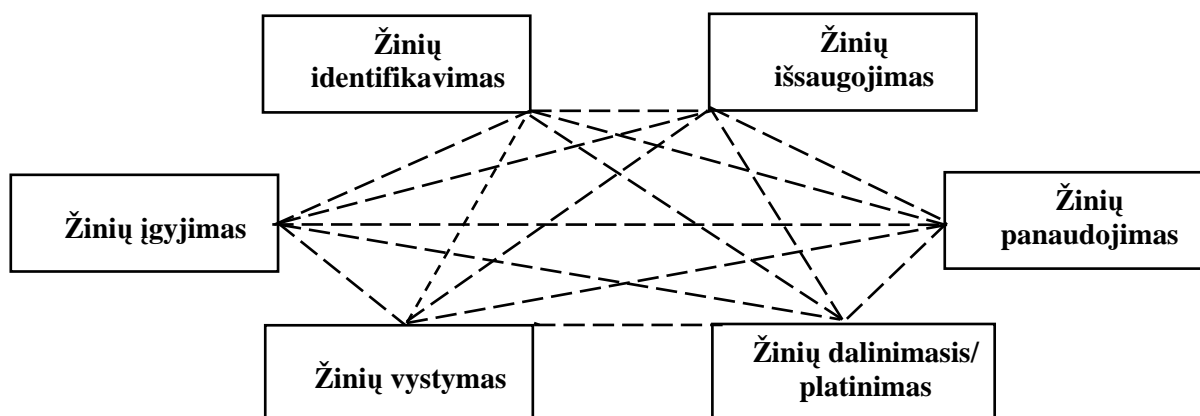 Žinių
identifikavimas
Žinių
išsaugojimas
Žinių įgyjimas
Žinių
panaudojimas
Žinių vystymas
Žinių dalinimasis/
platinimas